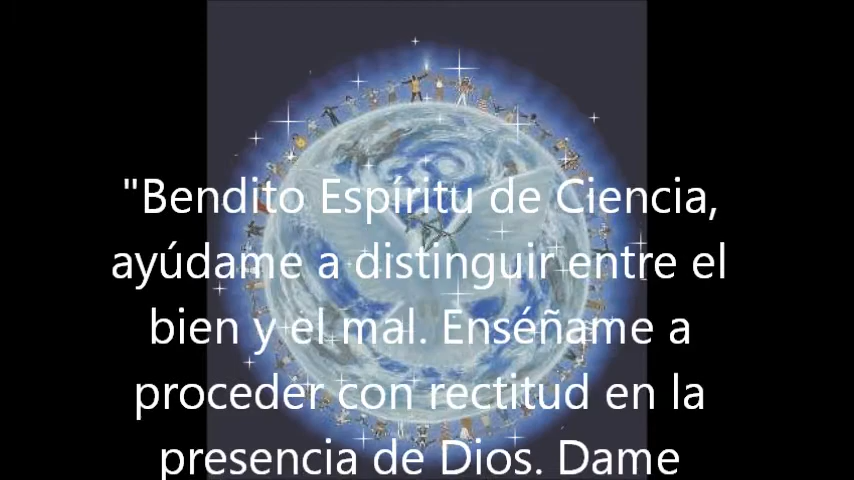 "Bendito Espíritu de Ciencia,
ayúdame a distinguir entre el
bien y el mal. Enséñame a
proceder con rectitud en la
presencia de Dios. Dame